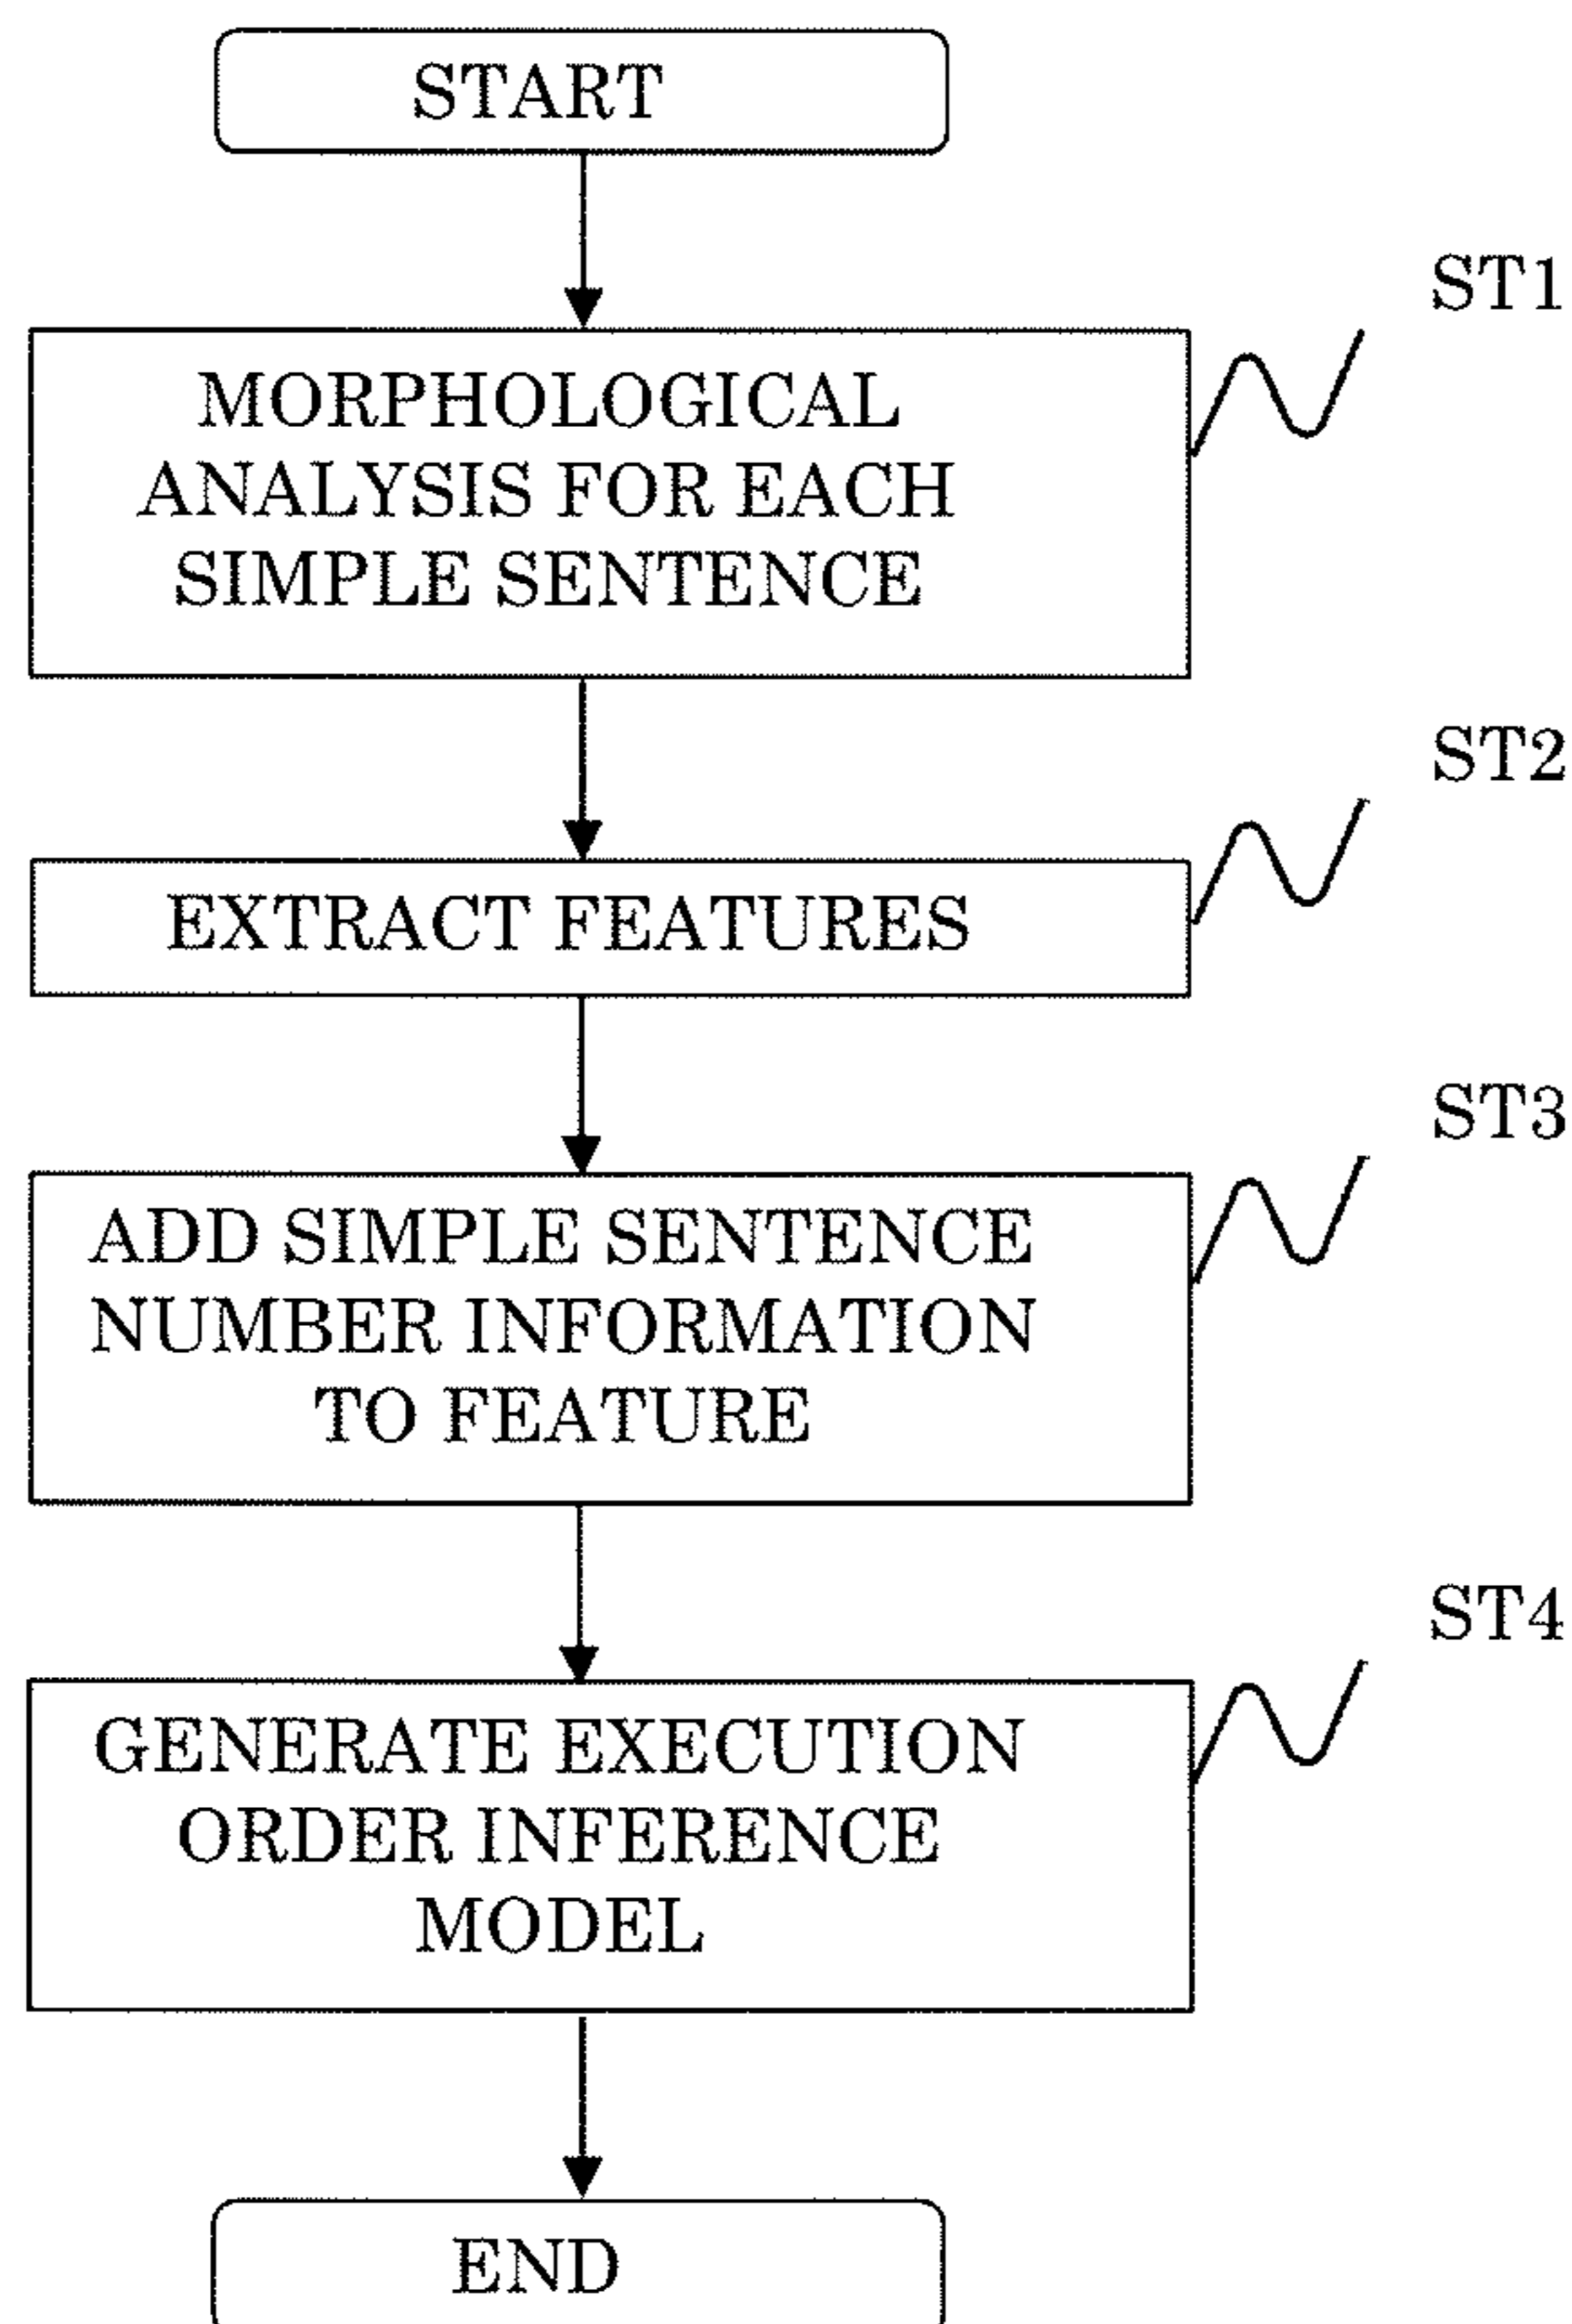 START
ST1
MORPHOLOGICAL
ANALYSIS FOR EACH
SIMPLE SENTENCE
ST2
EXTRACT FEATURES
ST3
ADD SIMPLE SENTENCE
NUMBER INFORMATION
TO FEATURE
ST4
GENERATE EXECUTION
ORDER INFERENCE
MODEL
END